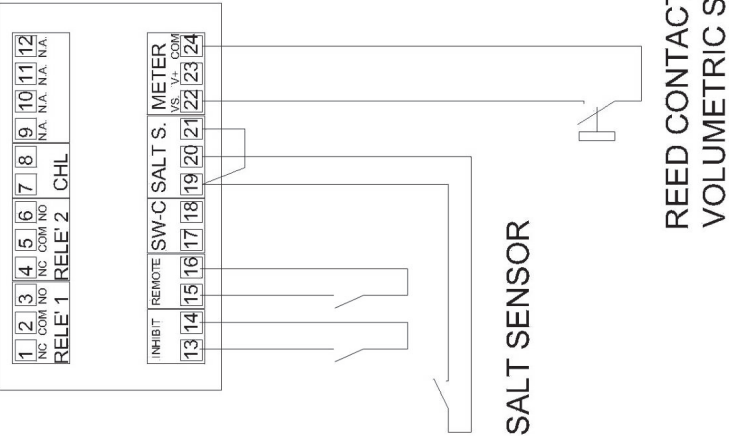 1 2 3 4 5 6 7 8 9 10 11 12
NC COM NO NC COM NO N.A. N.A. N.A. N.A.
RELE' 1 RELE' 2 CHL
INHIBIT REMOTE SW-C SALT S. METER
VS. V+ COM
13 14 15 16 17 18 19 20 21 22 23 24
SALT SENSOR
REED CONTACT
VOLUMETRIC